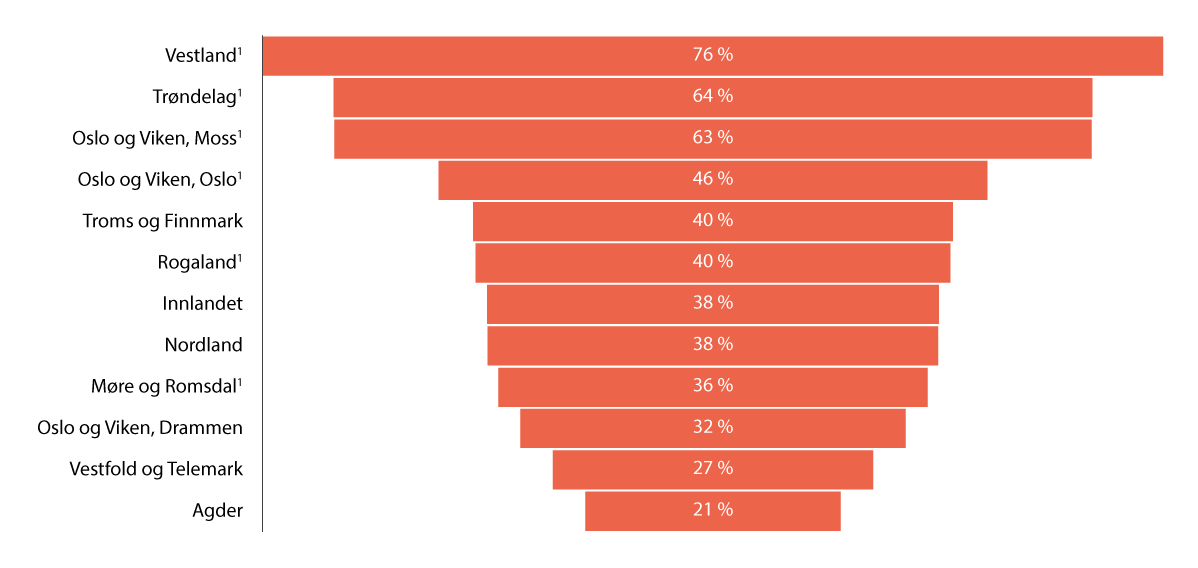 Vestland¹ 76 %
Trøndelag¹ 64 %
Oslo og Viken, Moss¹ 63 %
Oslo og Viken, Oslo¹ 46 %
Troms og Finnmark 40 %
Rogaland¹ 40 %
Innlandet 38 %
Nordland 38 %
Møre og Romsdal¹ 36 %
Oslo og Viken, Drammen 32 %
Vestfold og Telemark 27 %
Agder 21 %